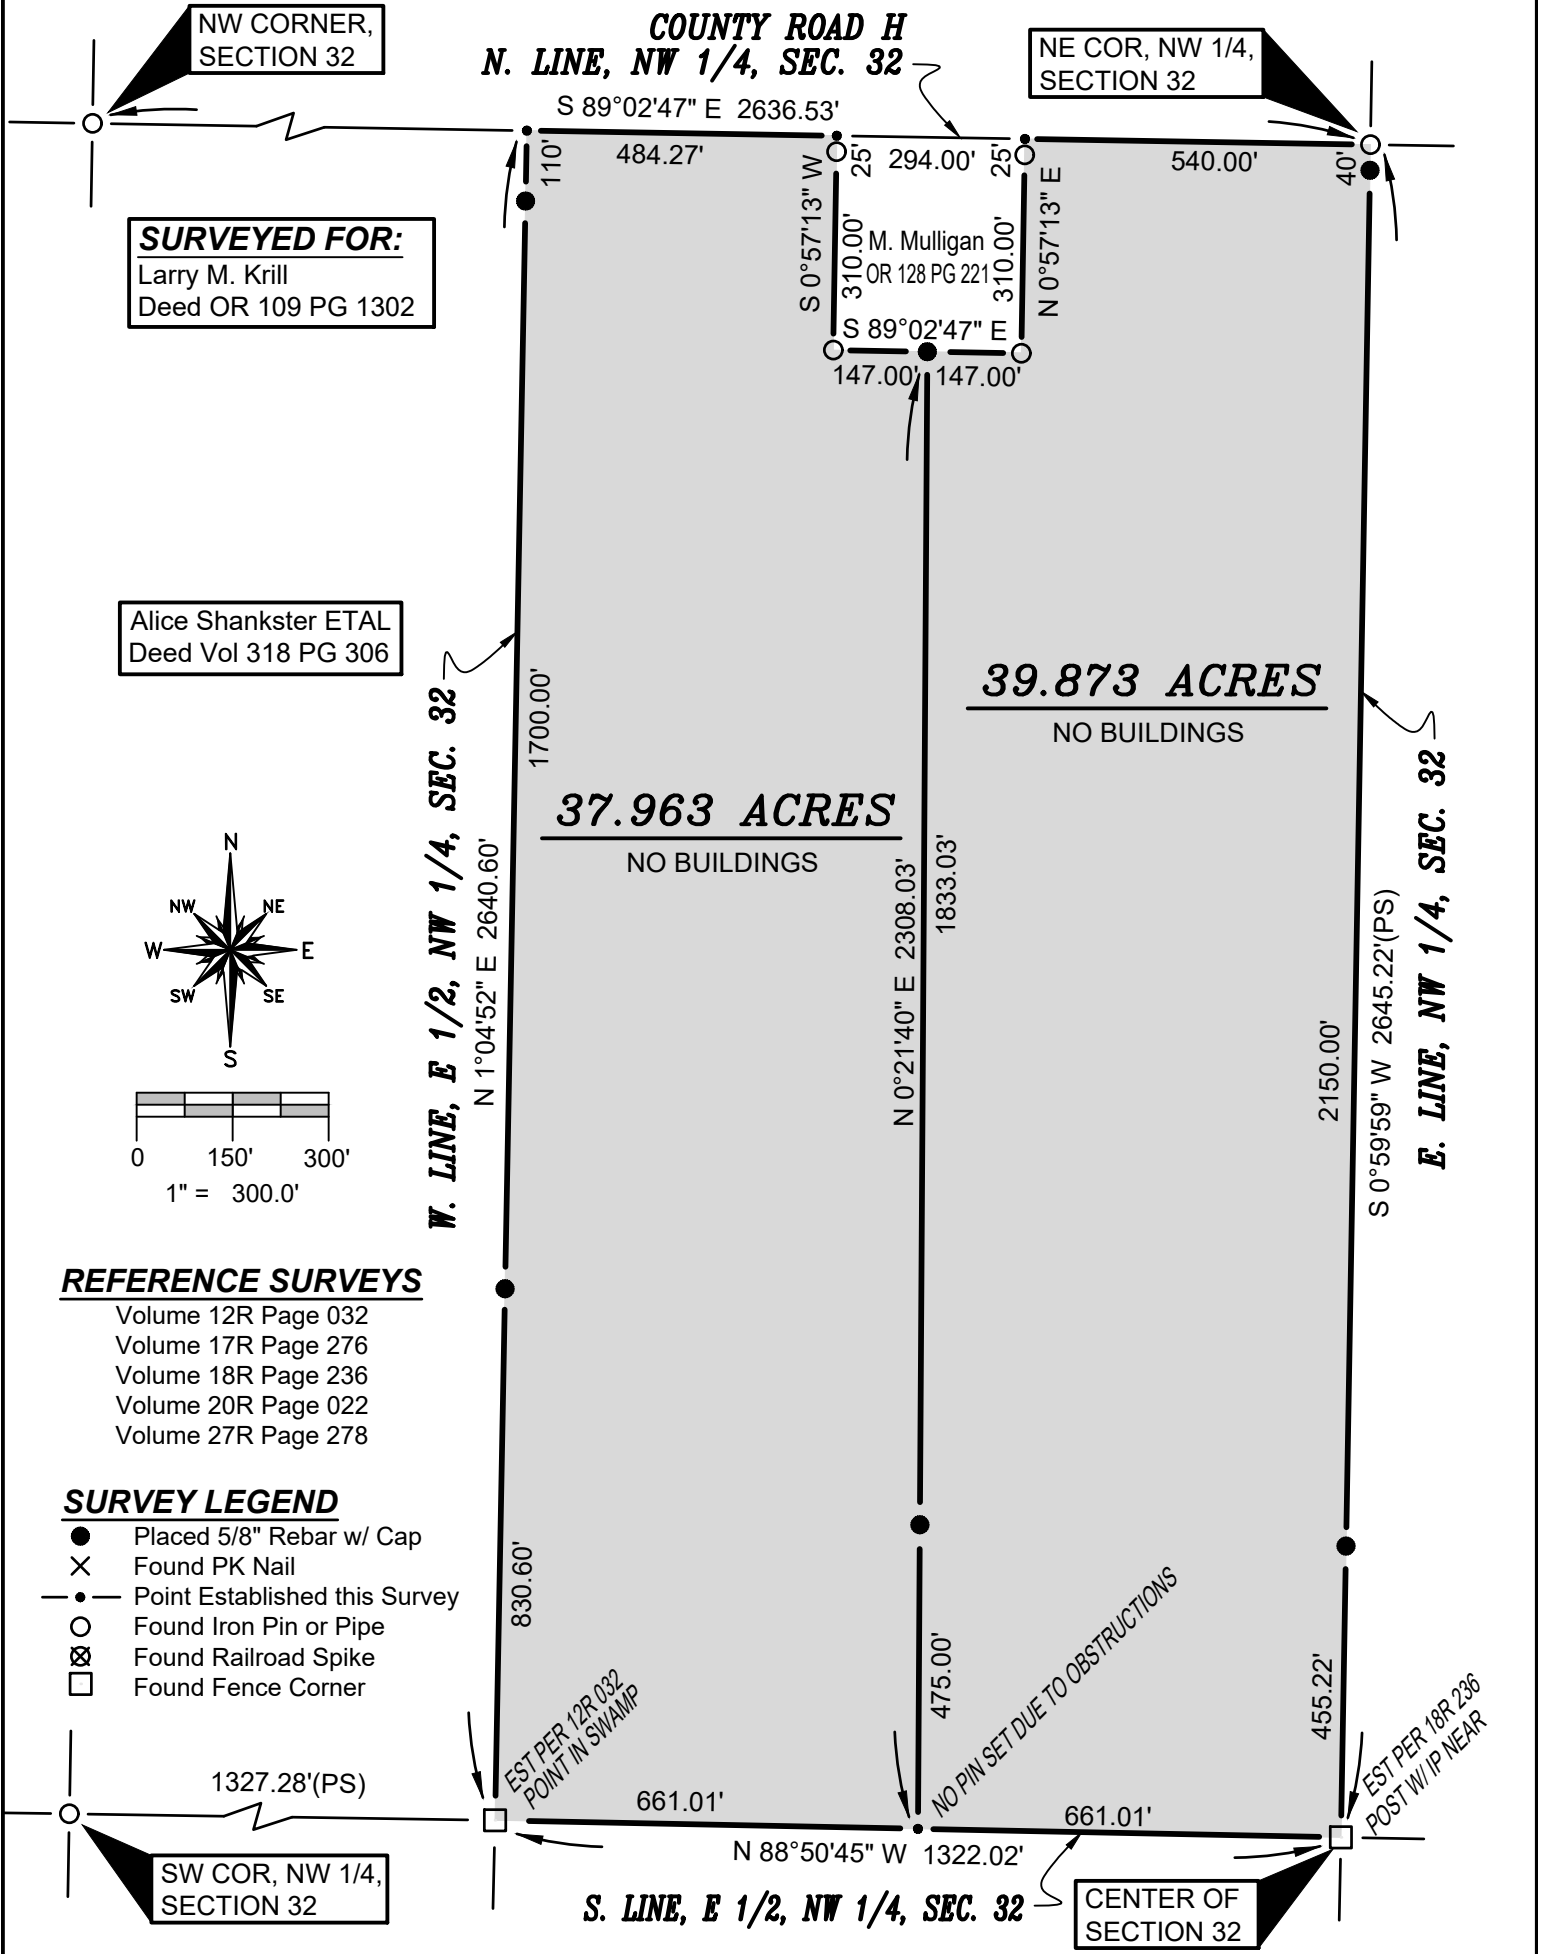 NW CORNER,
SECTION 32
COUNTY ROAD H
N. LINE, NW 1/4, SEC. 32
NE COR, NW 1/4,
SECTION 32
S 89°02'47" E 2636.53'
484.27'
294.00'
540.00'
110'
25'
25'
40'
S 0°57'13" W
310.00'
M. Mulligan
OR 128 PG 221
310.00'
N 0°57'13" E
S 89°02'47" E
147.00'
147.00'
SURVEYED FOR:
Larry M. Krill
Deed OR 109 PG 1302
Alice Shankster ETAL
Deed Vol 318 PG 306
W. LINE, E 1/2, NW 1/4, SEC. 32
N 1°04'52" E 2640.60'
1700.00'
37.963 ACRES
NO BUILDINGS
39.873 ACRES
NO BUILDINGS
N 0°21'40" E 2308.03'
1833.03'
2150.00'
S 0°59'59" W 2645.22'(PS)
E. LINE, NW 1/4, SEC. 32
N
NW
NE
W
E
SW
SE
S
0
150'
300'
1" = 300.0'
REFERENCE SURVEYS
Volume 12R Page 032
Volume 17R Page 276
Volume 18R Page 236
Volume 20R Page 022
Volume 27R Page 278
SURVEY LEGEND
Placed 5/8" Rebar w/ Cap
Found PK Nail
Point Established this Survey
Found Iron Pin or Pipe
Found Railroad Spike
Found Fence Corner
830.60'
475.00'
455.22'
EST PER 12R 032
POINT IN SWAMP
NO PIN SET DUE TO OBSTRUCTIONS
EST PER 18R 236
POST W/ IP NEAR
1327.28'(PS)
661.01'
661.01'
N 88°50'45" W 1322.02'
SW COR, NW 1/4,
SECTION 32
S. LINE, E 1/2, NW 1/4, SEC. 32
CENTER OF
SECTION 32